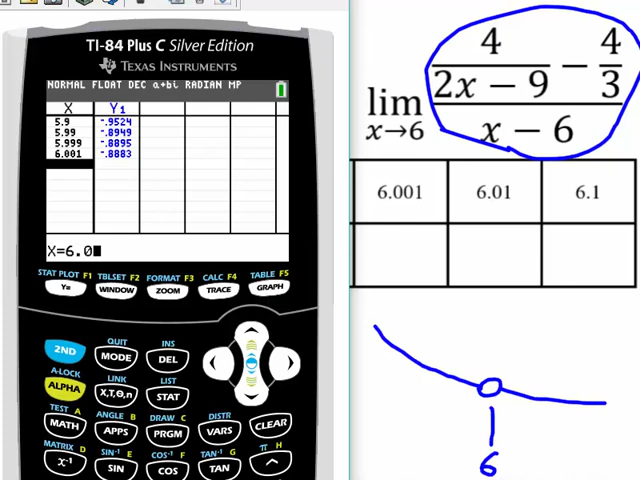 TI-84 Plus C Silver Edition
TEXAS INSTRUMENTS
NORMAL FLOAT DEC a+bi RADIAN MP
X Y1
5.9 -.9524
5.99 -.8949
5.999 -.8895
6.001 -.8883
X=6.0
STAT PLOT F1 TBLSET F2 FORMAT F3 CALC F4 TABLE F5
Y= WINDOW ZOOM TRACE GRAPH
QUIT INS
2ND MODE DEL
A-LOCK LINK LIST
ALPHA X,T,Θ,n STAT
TEST A ANGLE B DRAW C DISTR
MATH APPS PRGM VARS CLEAR
MATRIX D SIN⁻¹ E COS⁻¹ F TAN⁻¹ G π H
x⁻¹ SIN COS TAN ^
4 4
2x − 9 − 3
lim
x→6 x − 6
6.001 6.01 6.1
6